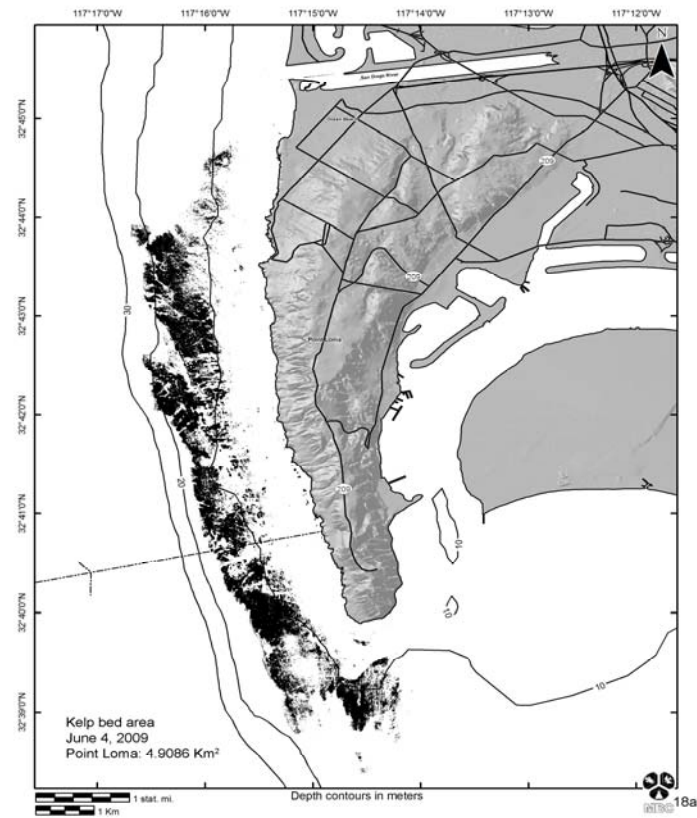 117°17'0"W 117°16'0"W 117°15'0"W 117°14'0"W 117°13'0"W 117°12'0"W
N
San Diego River
Ocean Beach
32°45'0"N
209
32°44'0"N
209
32°43'0"N
30
Point Loma
32°42'0"N
20
209
32°41'0"N
10
32°40'0"N
10
10
32°39'0"N
Kelp bed area
June 4, 2009
Point Loma: 4.9086 Km²
1 stat. mi.
1 Km
Depth contours in meters
MBC
18a